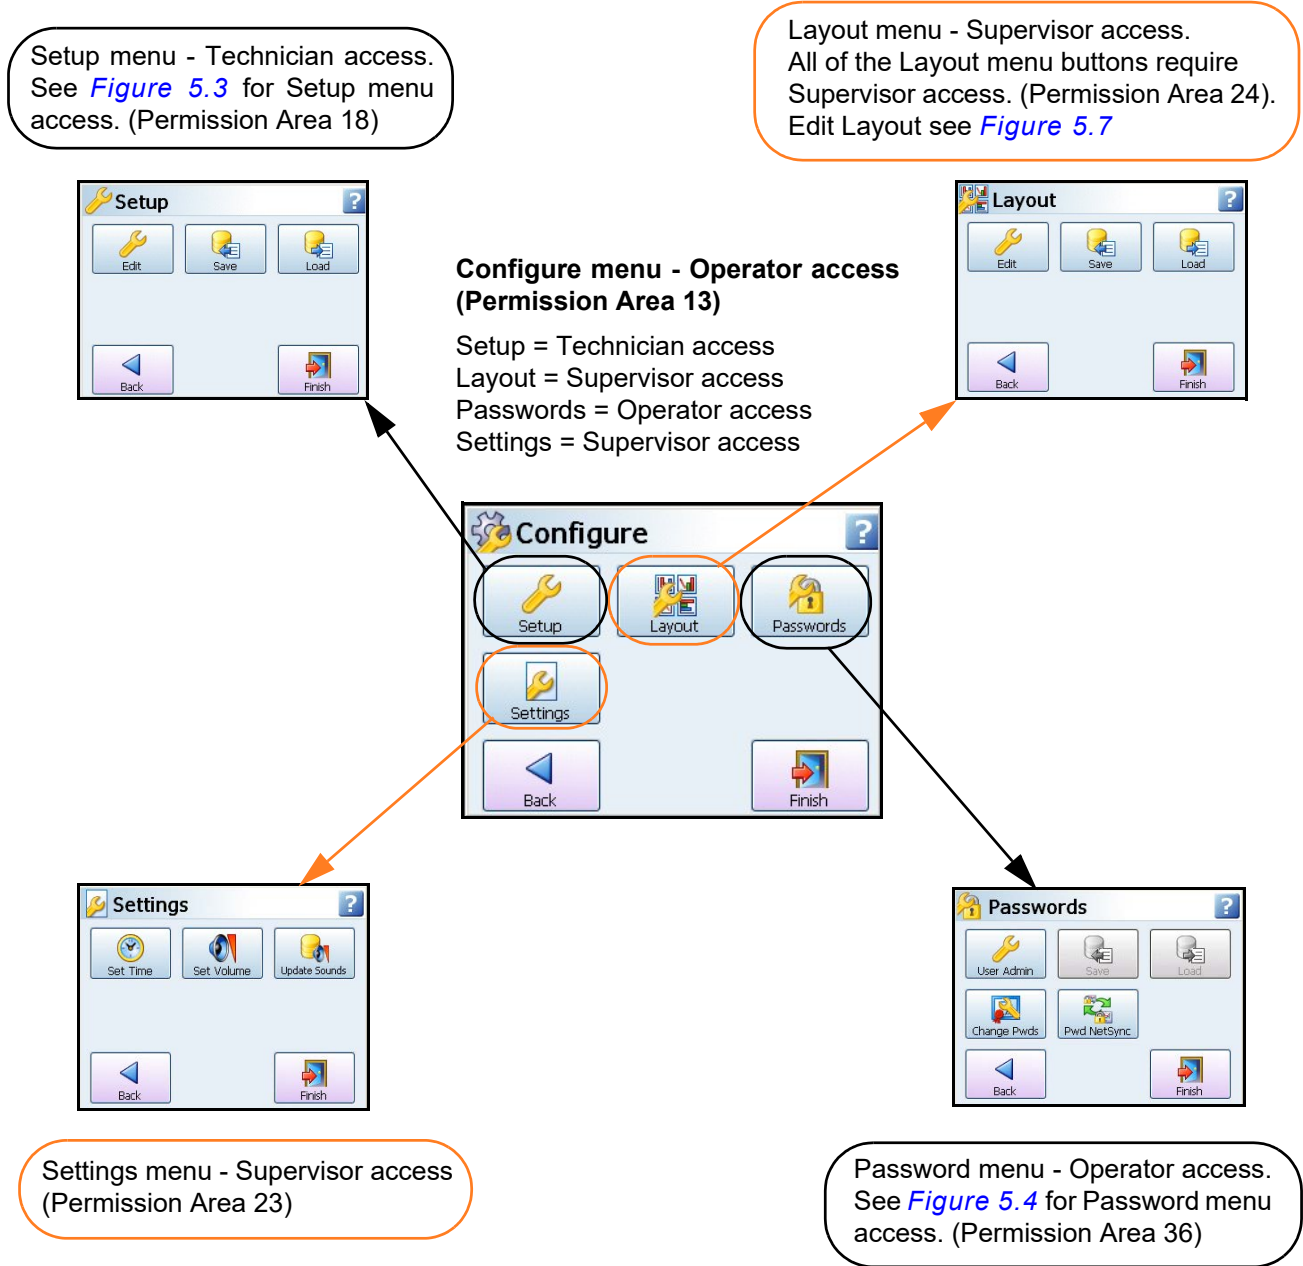 Setup menu - Technician access.
See Figure 5.3 for Setup menu
access. (Permission Area 18)
Layout menu - Supervisor access.
All of the Layout menu buttons require
Supervisor access. (Permission Area 24).
Edit Layout see Figure 5.7
Setup ?
Edit Save Load
Back Finish
Layout ?
Edit Save Load
Back Finish
Configure menu - Operator access
(Permission Area 13)
Setup = Technician access
Layout = Supervisor access
Passwords = Operator access
Settings = Supervisor access
Configure ?
Setup Layout Passwords
Settings
Back Finish
Settings ?
Set Time Set Volume Update Sounds
Back Finish
Passwords ?
User Admin Save Load
Change Pwds Pwd NetSync
Back Finish
Settings menu - Supervisor access
(Permission Area 23)
Password menu - Operator access.
See Figure 5.4 for Password menu
access. (Permission Area 36)